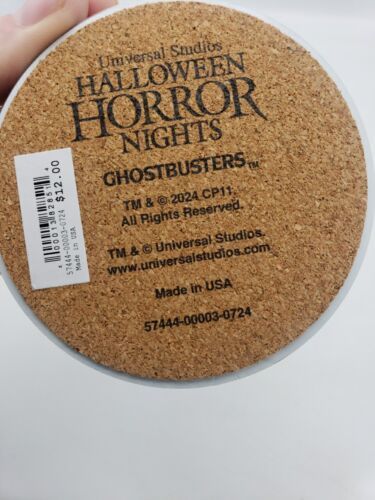 Universal Studios
HALLOWEEN
HORROR
NIGHTS
GHOSTBUSTERS™
TM & © 2024 CP11.
All Rights Reserved.
TM & © Universal Studios.
www.universalstudios.com
Made in USA
57444-00003-0724
$12.00
57444-00003-0724
Made in USA